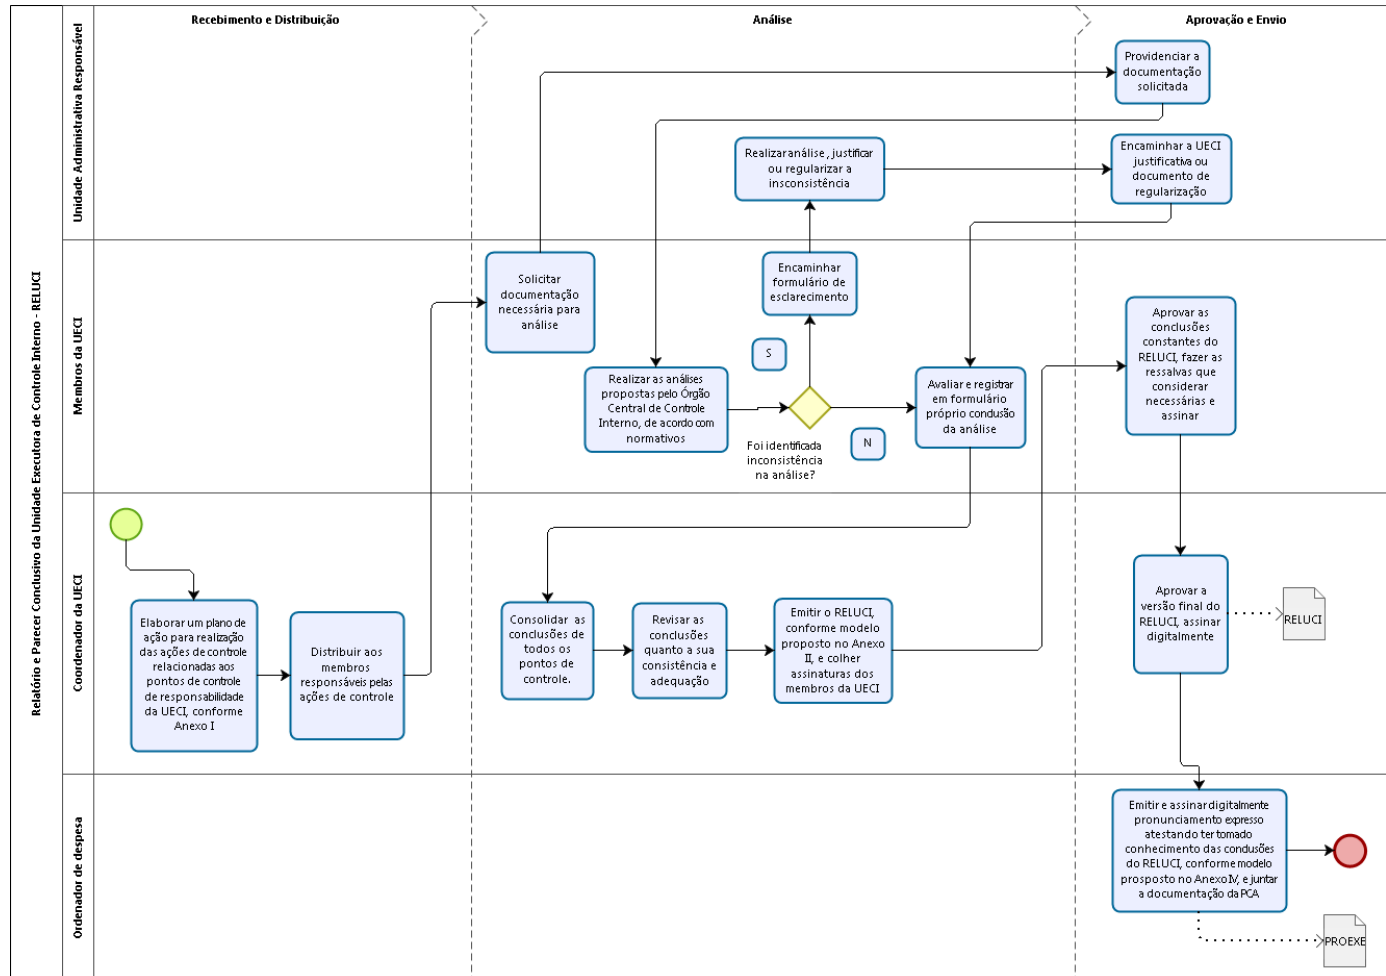 Recebimento e Distribuição
Análise
Aprovação e Envio
Relatório e Parecer Conclusivo da Unidade Executora de Controle Interno - RELUCI
Unidade Administrativa Responsável
Providenciar a
documentação
solicitada
Realizar análise, justificar
ou regularizar a
insconsistência
Encaminhar a UECI
justificativa ou
documento de
regularização
Membros da UECI
Solicitar
documentação
necessária para
análise
Encaminhar
formulário de
esclarecimento
S
Realizar as análises
propostas pelo Órgão
Central de Controle
Interno, de acordo com
normativos
Foi identificada
inconsistência
na análise?
N
Avaliar e registrar
em formulário
próprio conclusão
da análise
Aprovar as
conclusões
constantes do
RELUCI, fazer as
ressalvas que
considerar
necessárias e
assinar
Coordenador da UECI
Elaborar um plano de
ação para realização
das ações de controle
relacionadas aos
pontos de controle
de responsabilidade
da UECI, conforme
Anexo I
Distribuir aos
membros
responsáveis pelas
ações de controle
Consolidar as
conclusões de
todos os
pontos de
controle.
Revisar as
conclusões
quanto a sua
consistência e
adequação
Emitir o RELUCI,
conforme modelo
proposto no Anexo
II, e colher
assinaturas dos
membros da UECI
Aprovar a
versão final do
RELUCI, assinar
digitalmente
RELUCI
Ordenador de despesa
Emitir e assinar digitalmente
pronunciamento expresso
atestando ter tomado
conhecimento das conclusões
do RELUCI, conforme modelo
prosposto no Anexo IV, e juntar
a documentação da PCA
PROEXE